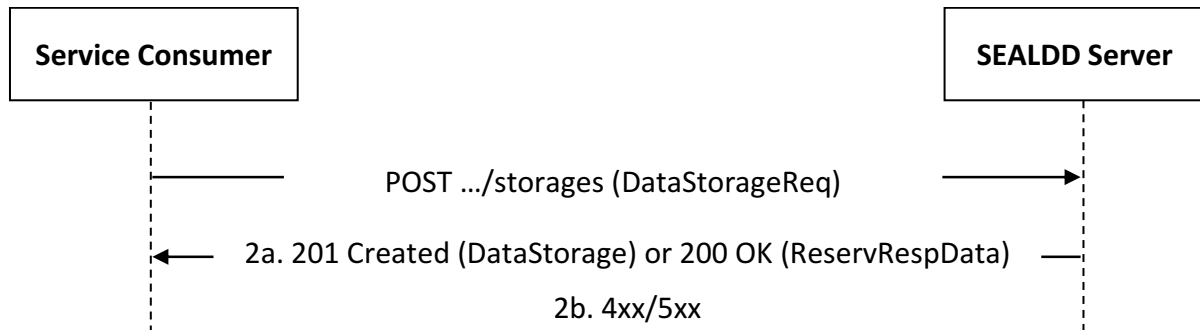 Service Consumer
SEALDD Server
POST .../storages (DataStorageReq)
2a. 201 Created (DataStorage) or 200 OK (ReservRespData)
2b. 4xx/5xx